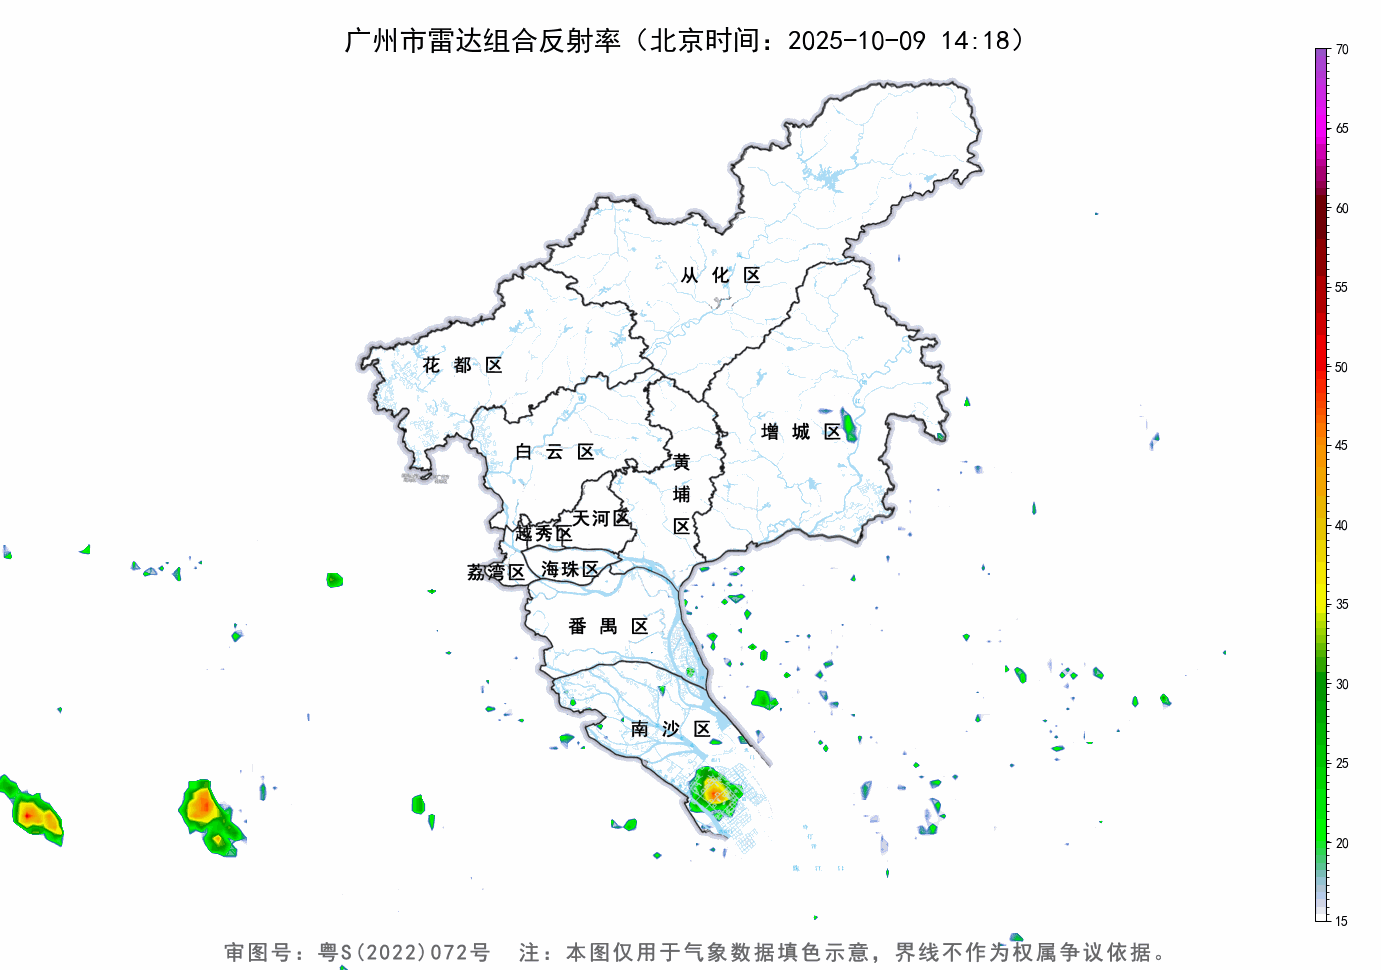 广州市雷达组合反射率（北京时间：2025-10-09 14:18）
70
65
60
55
50
45
40
35
30
25
20
15
从化区
花都区
增城区
白云区
黄埔区
天河区
越秀区
荔湾区
海珠区
番禺区
南沙区
审图号：粤S(2022)072号 注：本图仅用于气象数据填色示意，界线不作为权属争议依据。